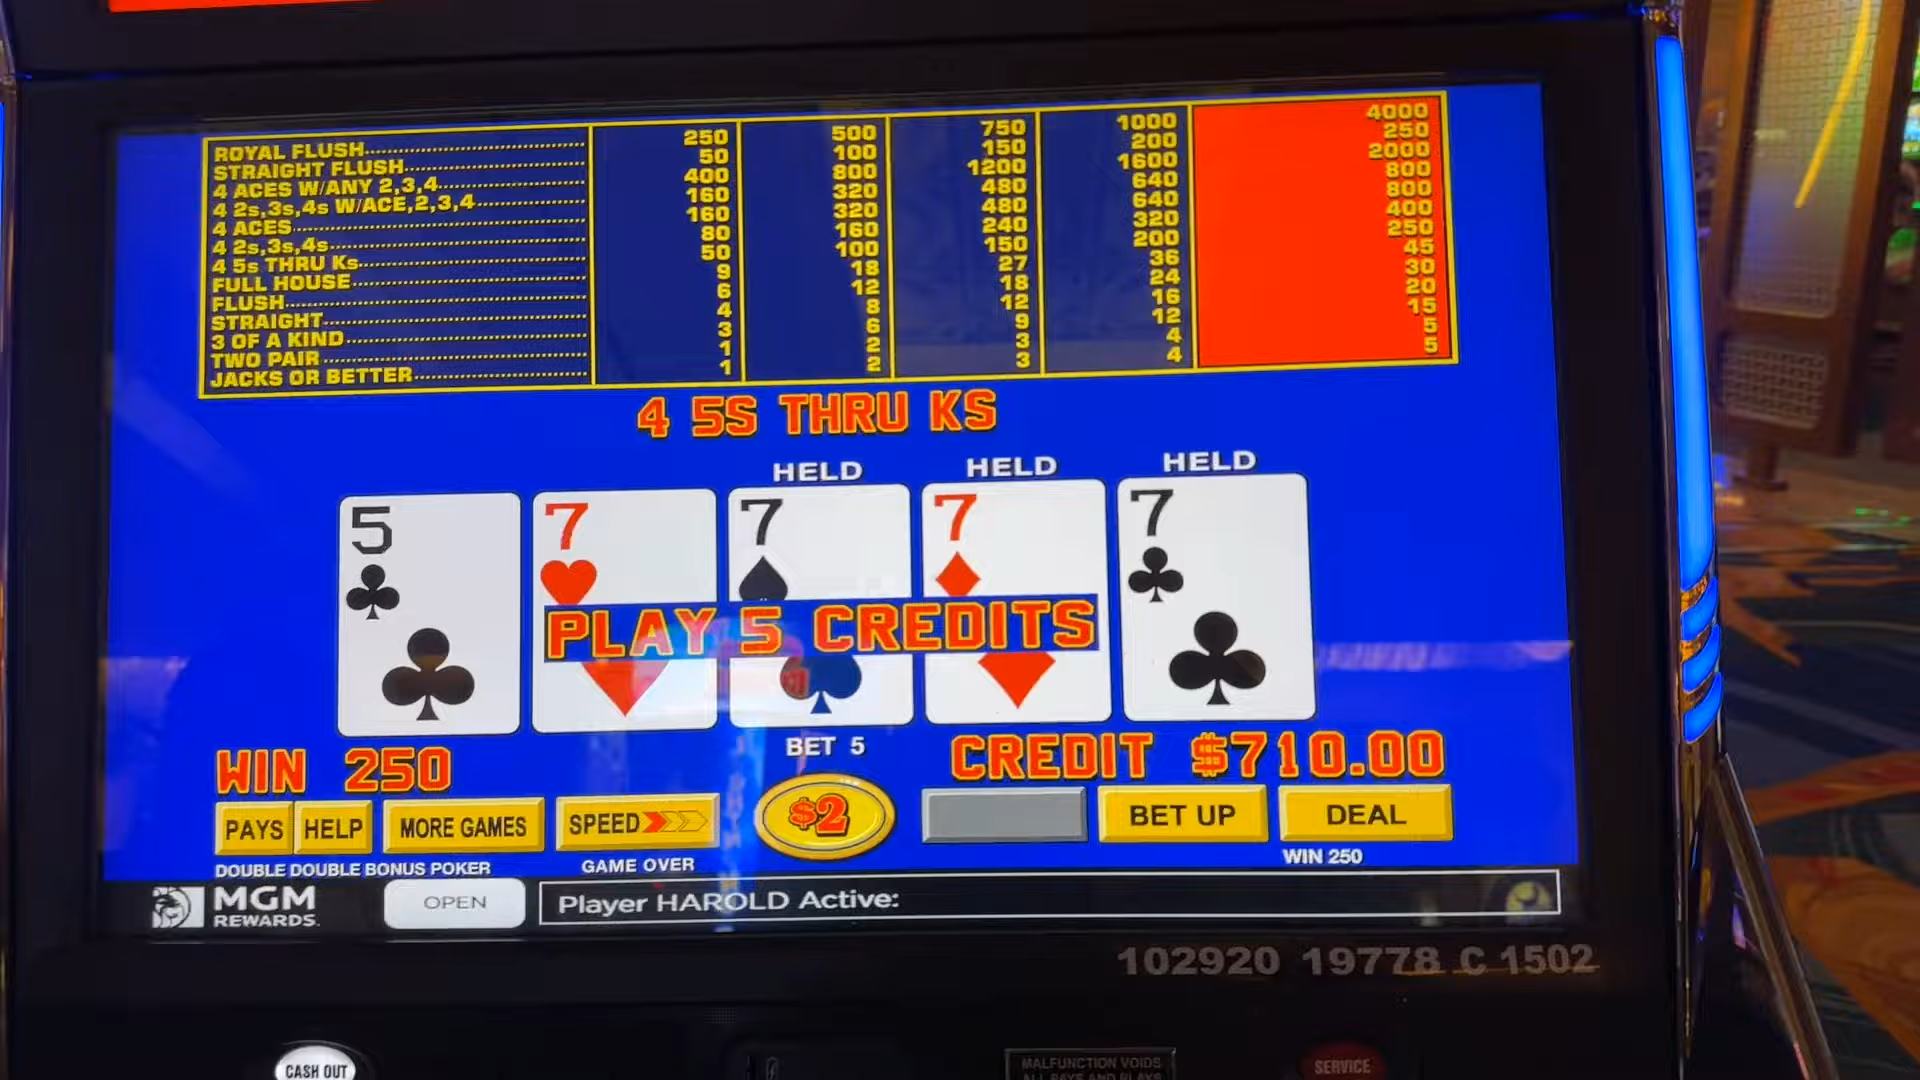 ROYAL FLUSH 250 500 750 1000 4000
STRAIGHT FLUSH 50 100 150 200 250
4 ACES W/ANY 2,3,4 400 800 1200 1600 2000
4 2s,3s,4s W/ACE,2,3,4 160 320 480 640 800
4 ACES 160 320 480 640 800
4 2s,3s,4s 80 160 240 320 400
4 5s THRU Ks 50 100 150 200 250
FULL HOUSE 9 18 27 36 45
FLUSH 6 12 18 24 30
STRAIGHT 4 8 12 16 20
3 OF A KIND 3 6 9 12 15
TWO PAIR 1 2 3 4 5
JACKS OR BETTER 1 2 3 4 5
4 5S THRU KS
HELD HELD HELD
5 7 7 7 7
PLAY 5 CREDITS
WIN 250 BET 5 CREDIT $710.00
PAYS HELP MORE GAMES SPEED $2 BET UP DEAL
DOUBLE DOUBLE BONUS POKER GAME OVER WIN 250
MGM REWARDS. OPEN Player HAROLD Active:
102920 19778 C 1502
CASH OUT MALFUNCTION VOIDS SERVICE
ALL PAYS AND PLAYS